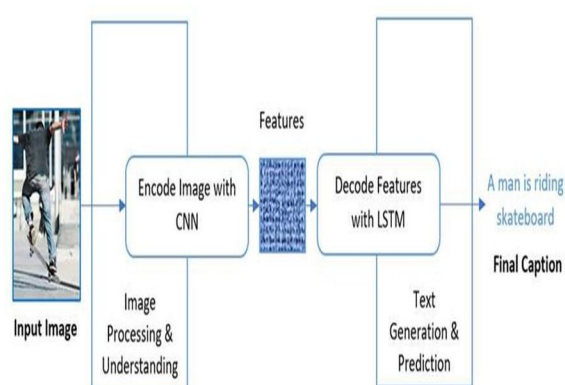 Features
Encode Image with
CNN
Decode Features
with LSTM
A man is riding
skateboard
Final Caption
Input Image
Image
Processing &
Understanding
Text
Generation &
Prediction